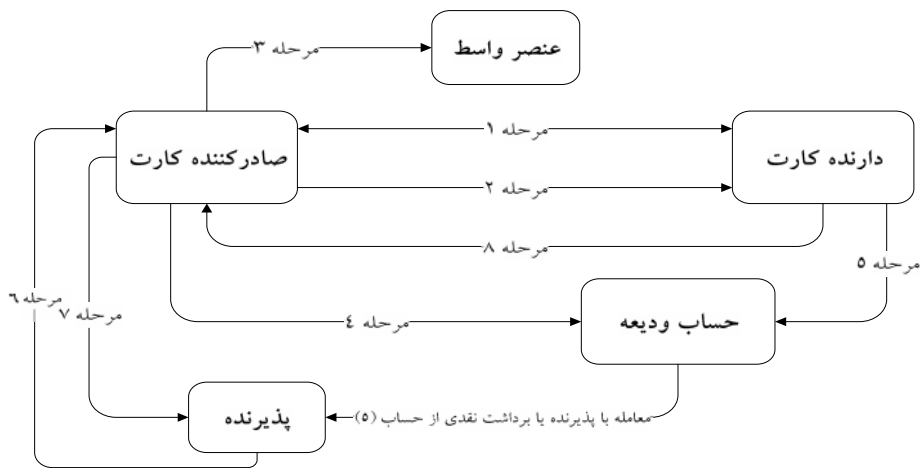 عنصر واسط
مرحله ۳
مرحله ۱
صادرکننده کارت
دارنده کارت
مرحله ۲
مرحله ۸
مرحله ۵
مرحله ٦
مرحله ۷
مرحله ٤
حساب ودیعه
پذیرنده
معامله با پذیرنده یا برداشت نقدی از حساب (۵)